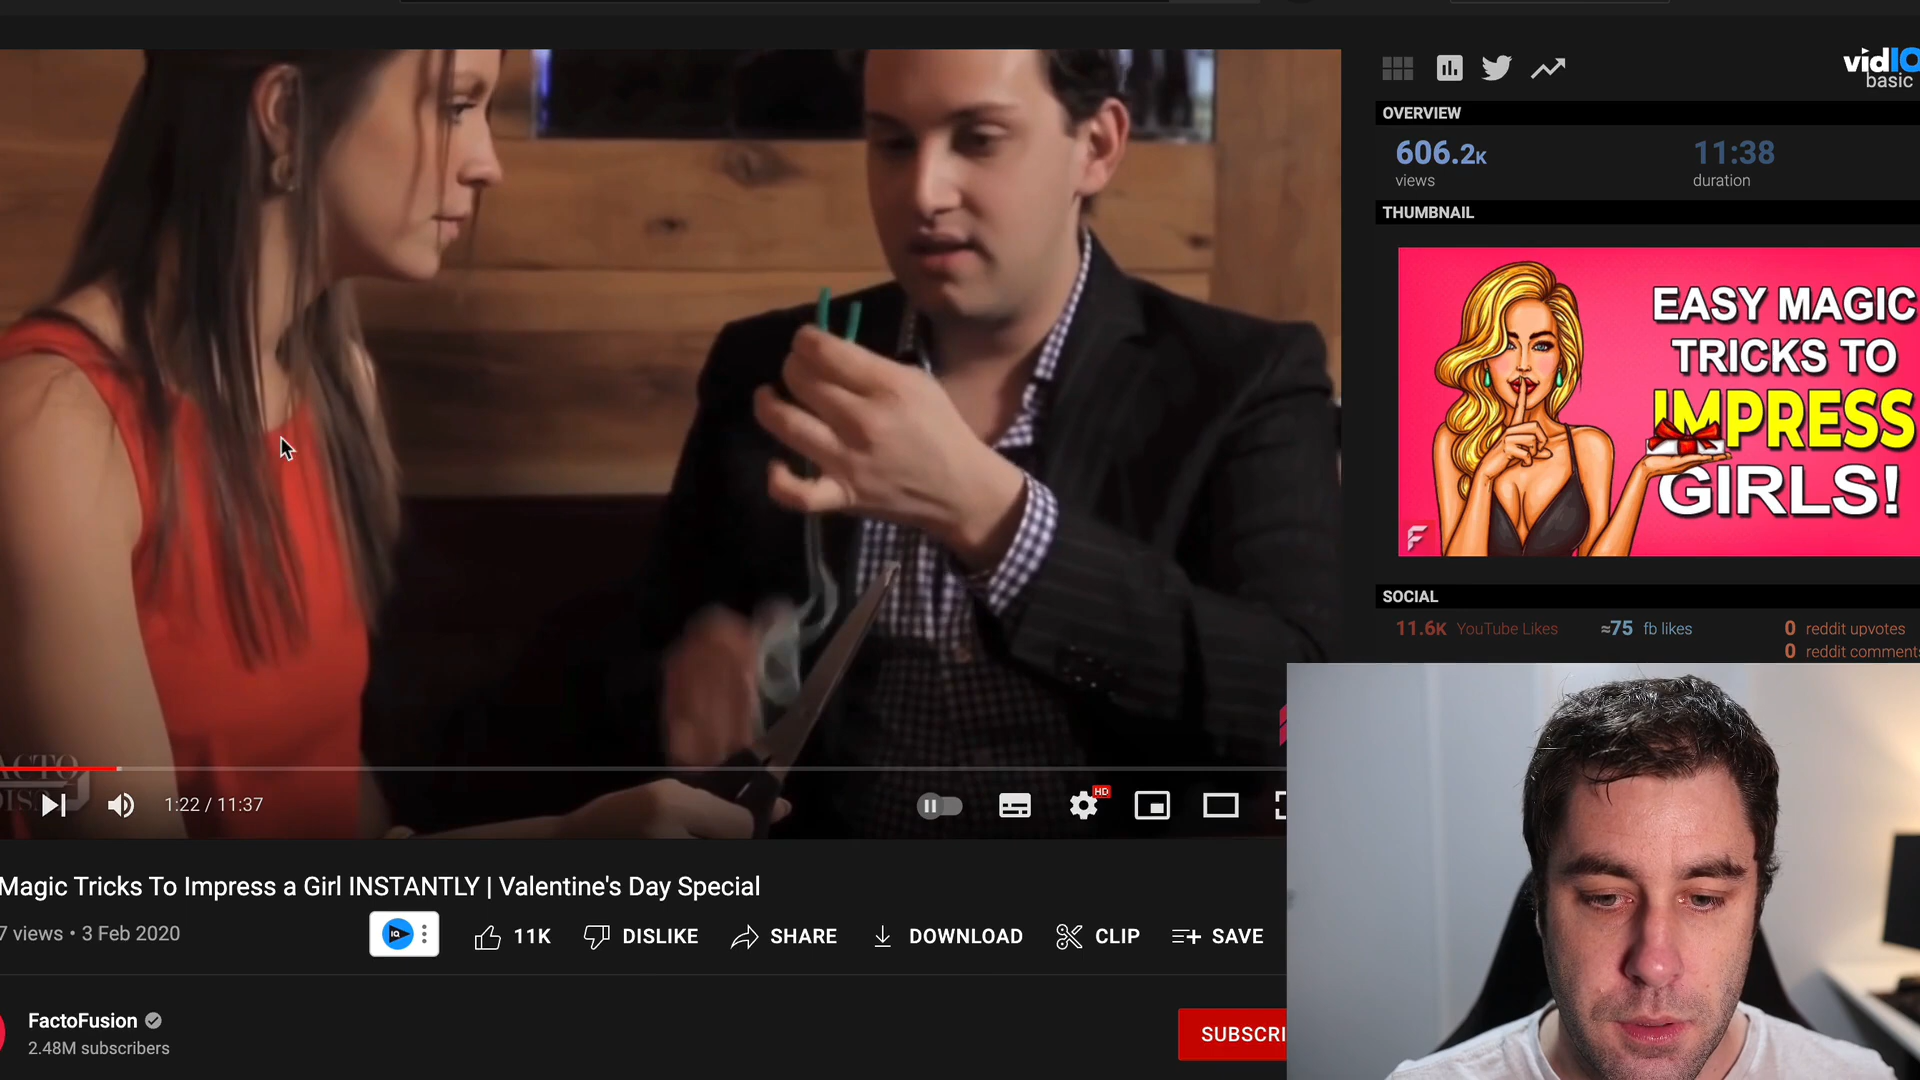 vidIQ
basic
OVERVIEW
606.2K
views
11:38
duration
THUMBNAIL
EASY MAGIC
TRICKS TO
IMPRESS
GIRLS!
F
SOCIAL
11.6K YouTube Likes
≈75 fb likes
0 reddit upvotes
0 reddit comments
1:22 / 11:37
HD
Magic Tricks To Impress a Girl INSTANTLY | Valentine's Day Special
7 views • 3 Feb 2020
IQ
11K
DISLIKE
SHARE
DOWNLOAD
CLIP
SAVE
FactoFusion
2.48M subscribers
SUBSCRI